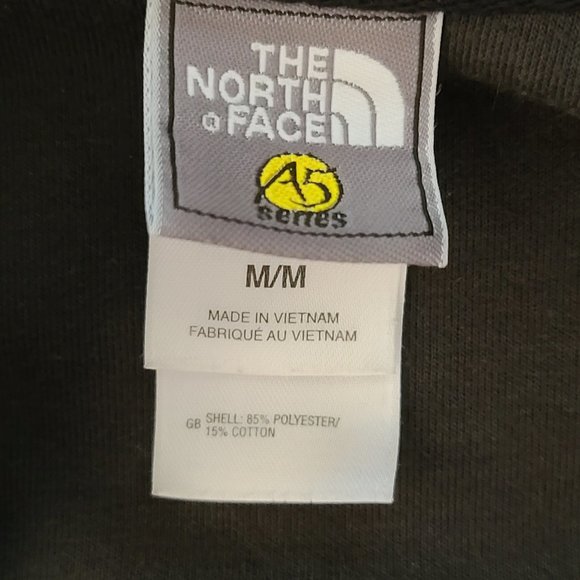 THE
NORTH
FACE
A5
series
M/M
MADE IN VIETNAM
FABRIQUÉ AU VIETNAM
GB SHELL: 85% POLYESTER/
15% COTTON